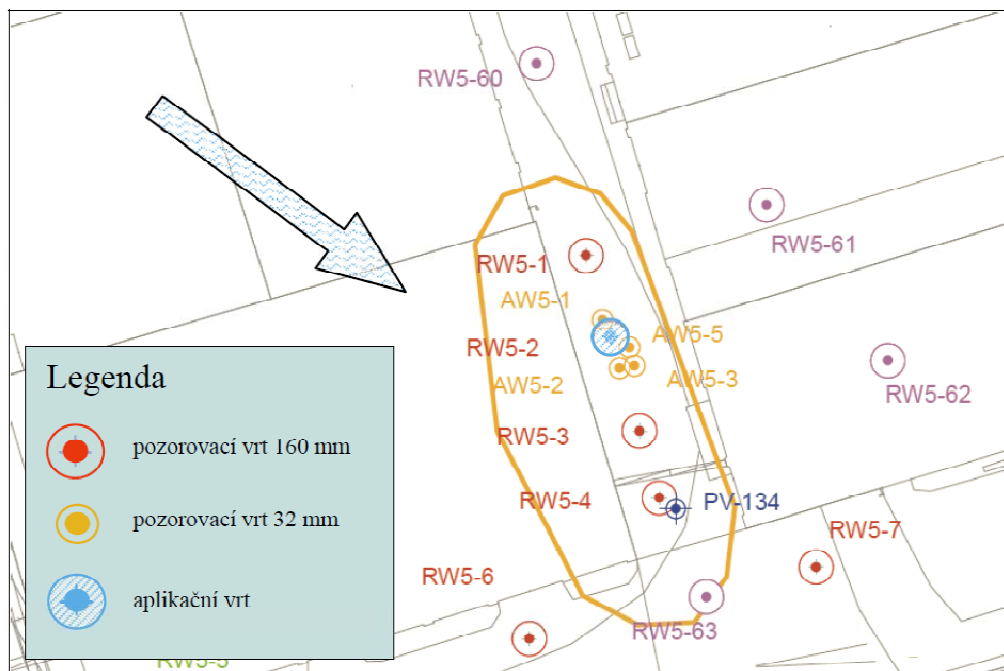 RW5-60
RW5-61
RW5-1
AW5-1
AW5-5
RW5-2
AW5-2
AW5-3
RW5-62
RW5-3
RW5-4
PV-134
RW5-7
RW5-6
RW5-63
Legenda
pozorovací vrt 160 mm
pozorovací vrt 32 mm
aplikační vrt
RW5-5